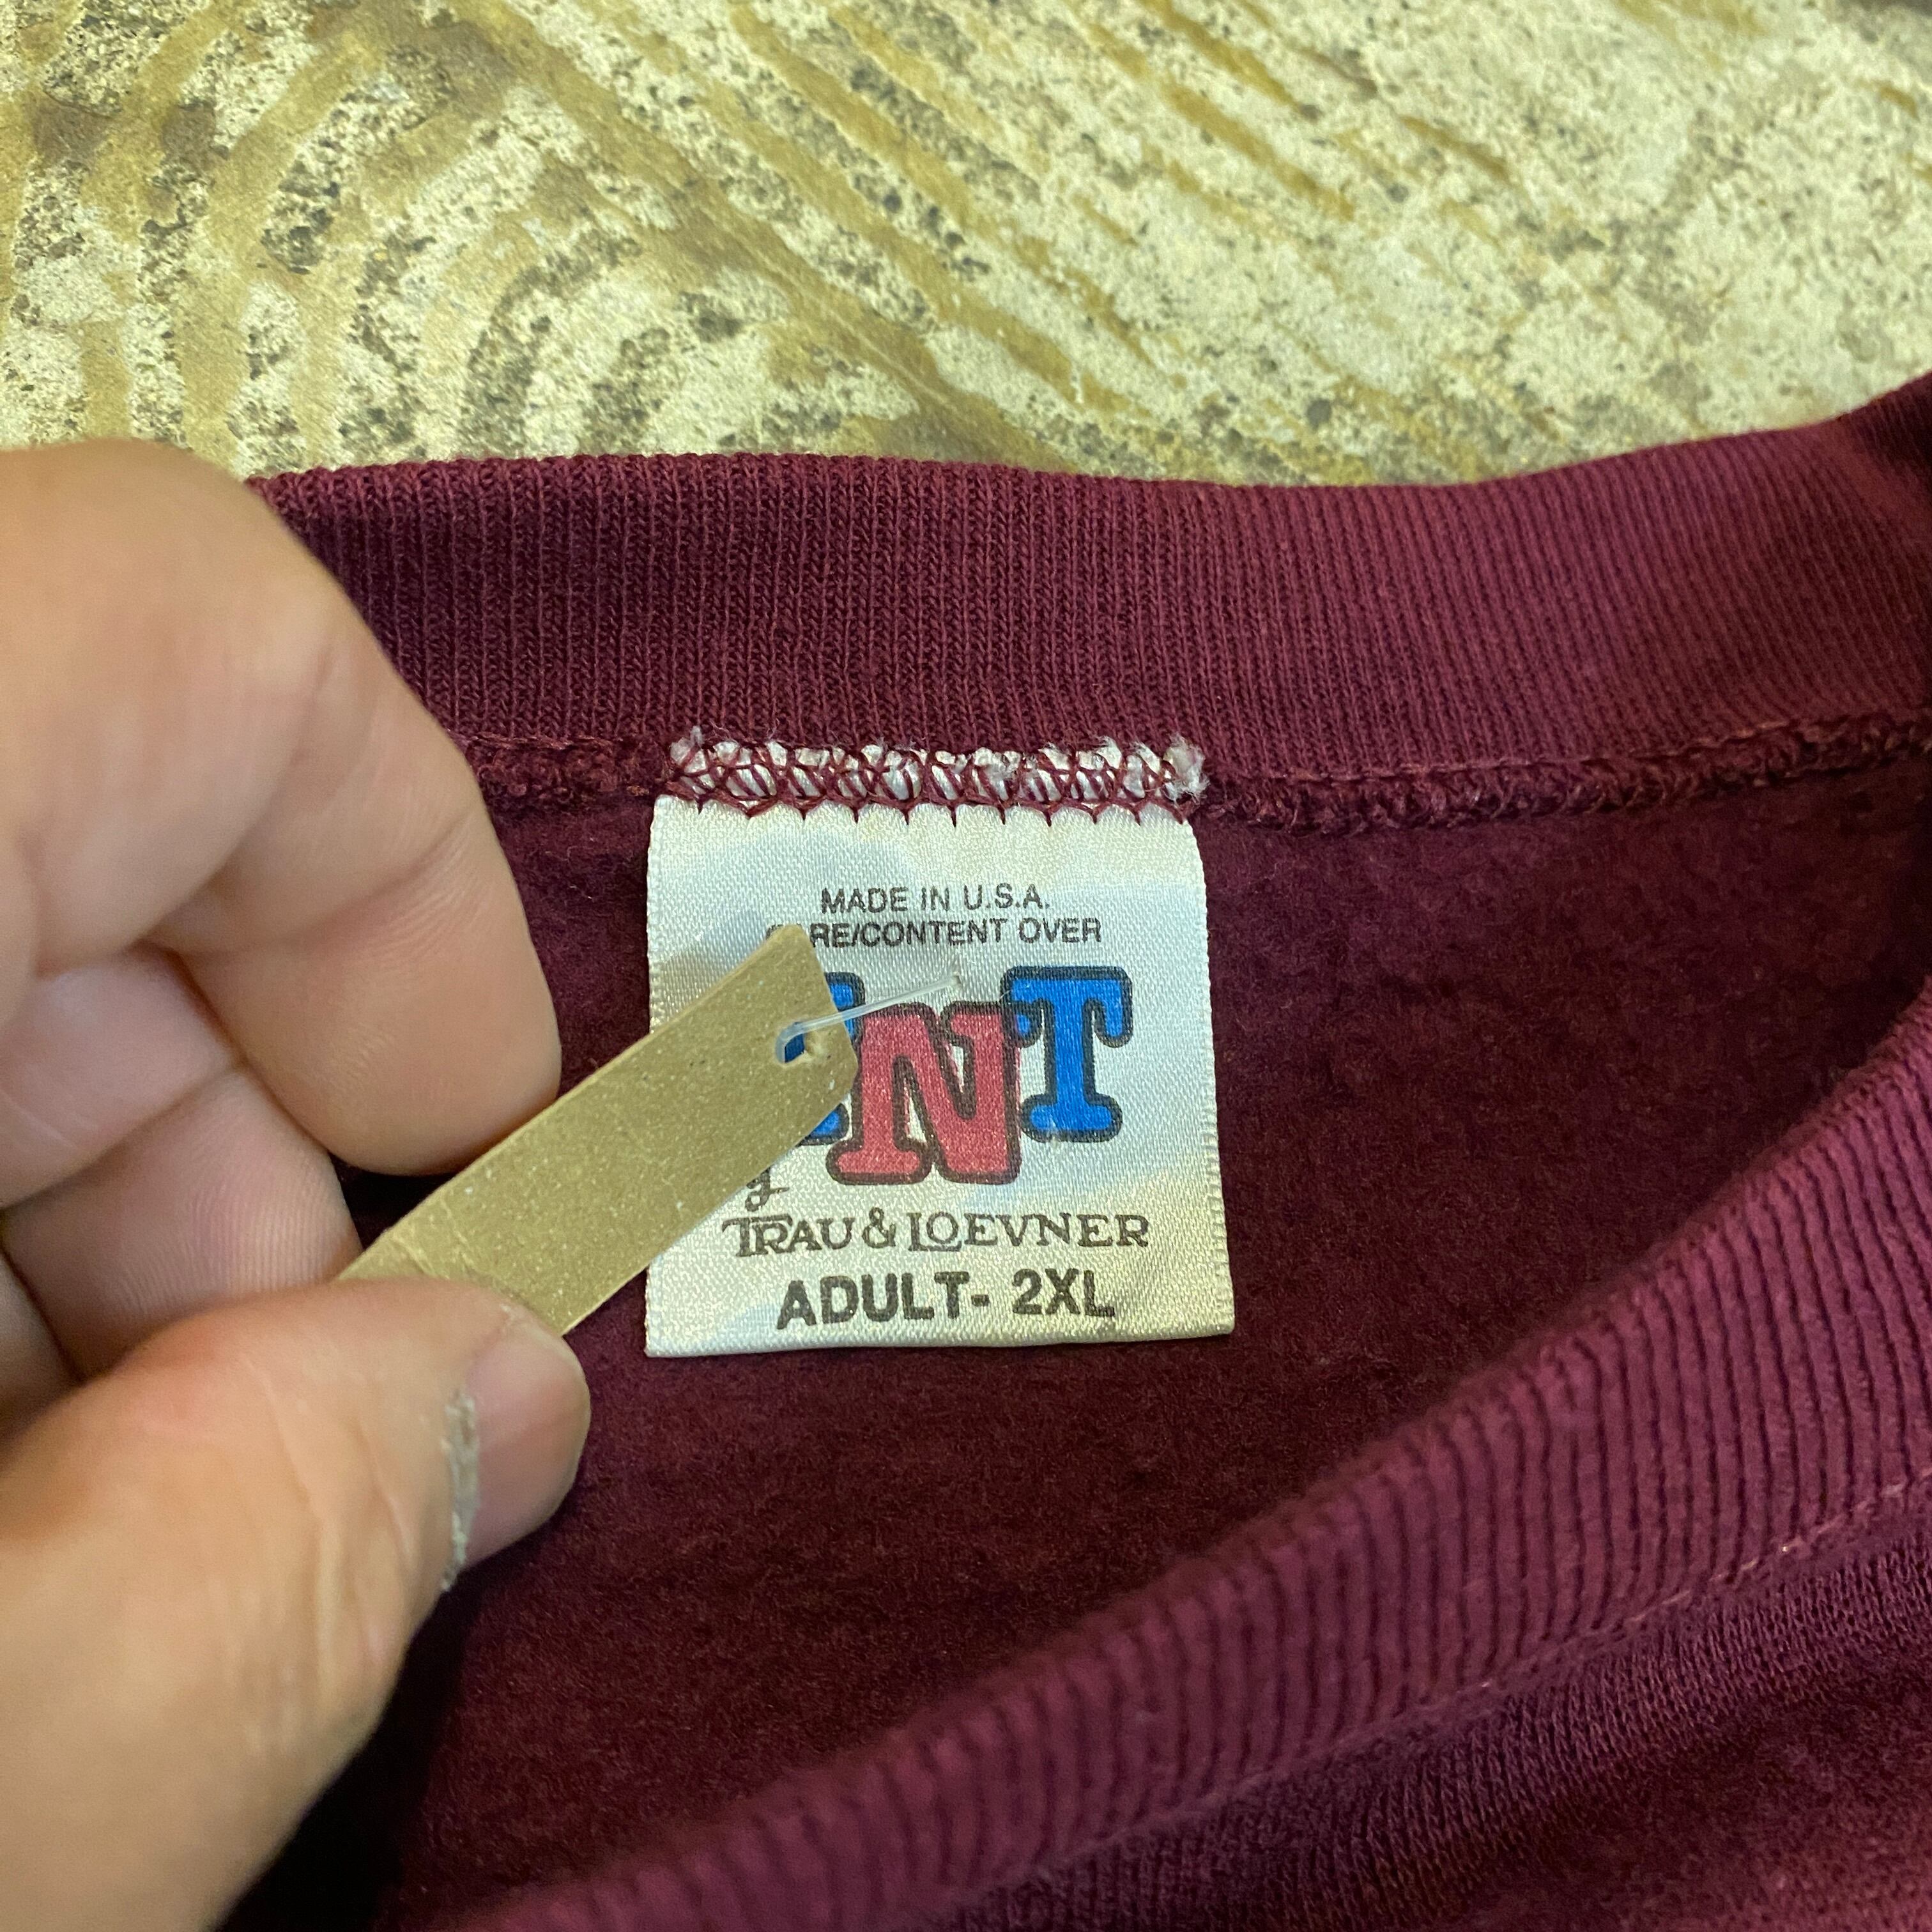 MADE IN U.S.A.
RE/CONTENT OVER
NT
TRAU & LOEVNER
ADULT- 2XL